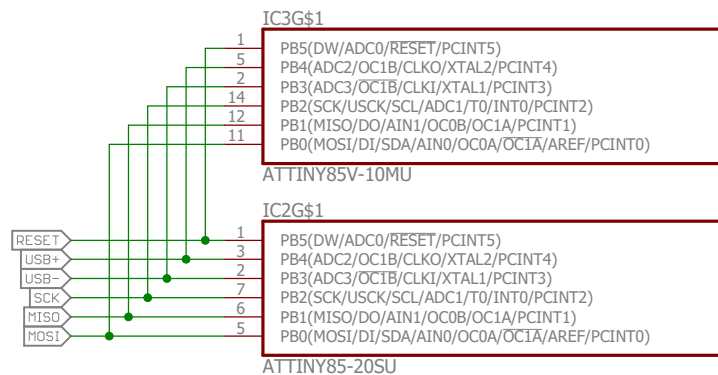 IC3G$1
1 PB5(DW/ADC0/RESET/PCINT5)
5 PB4(ADC2/OC1B/CLKO/XTAL2/PCINT4)
2 PB3(ADC3/OC1B/CLKI/XTAL1/PCINT3)
14 PB2(SCK/USCK/SCL/ADC1/T0/INT0/PCINT2)
12 PB1(MISO/DO/AIN1/OC0B/OC1A/PCINT1)
11 PB0(MOSI/DI/SDA/AIN0/OC0A/OC1A/AREF/PCINT0)
ATTINY85V-10MU
IC2G$1
RESET 1 PB5(DW/ADC0/RESET/PCINT5)
USB+ 3 PB4(ADC2/OC1B/CLKO/XTAL2/PCINT4)
USB- 2 PB3(ADC3/OC1B/CLKI/XTAL1/PCINT3)
SCK 7 PB2(SCK/USCK/SCL/ADC1/T0/INT0/PCINT2)
MISO 6 PB1(MISO/DO/AIN1/OC0B/OC1A/PCINT1)
MOSI 5 PB0(MOSI/DI/SDA/AIN0/OC0A/OC1A/AREF/PCINT0)
ATTINY85-20SU